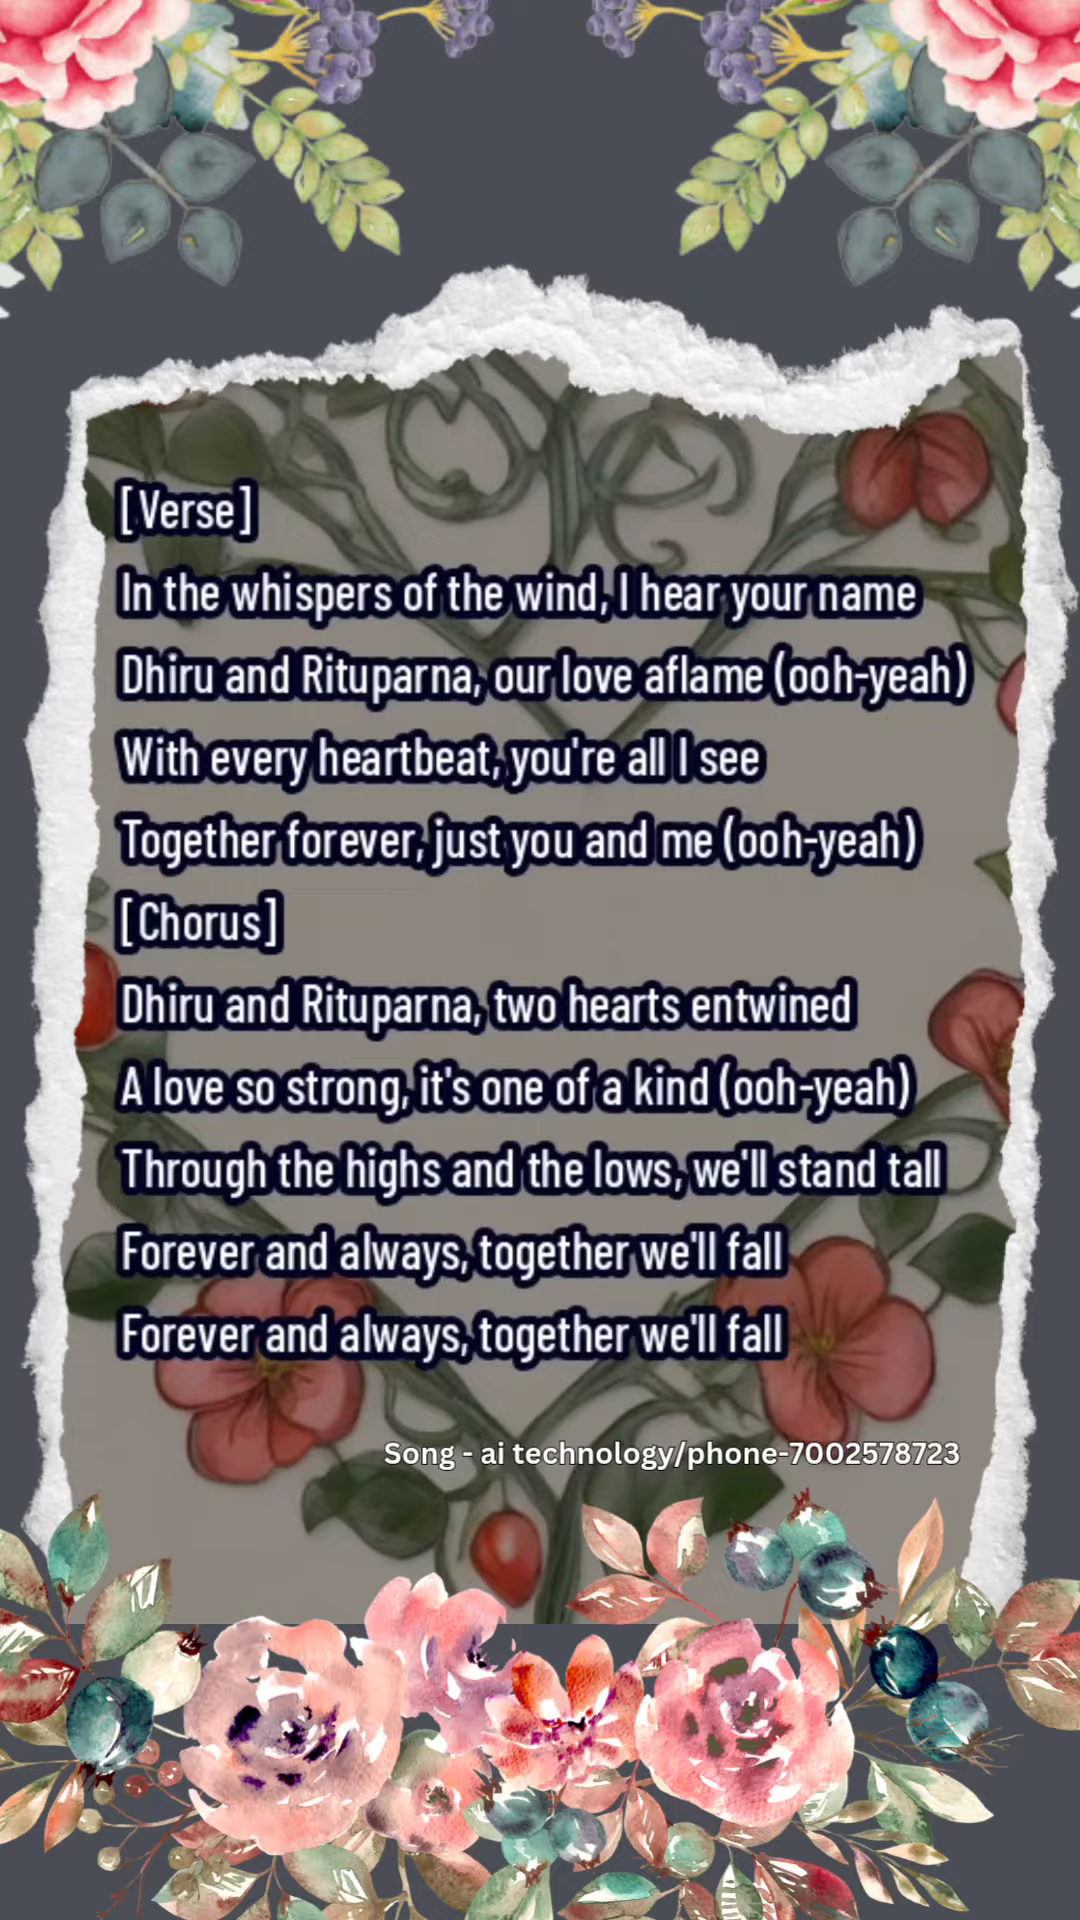 [Verse]
In the whispers of the wind, I hear your name
Dhiru and Rituparna, our love aflame (ooh-yeah)
With every heartbeat, you're all I see
Together forever, just you and me (ooh-yeah)
[Chorus]
Dhiru and Rituparna, two hearts entwined
A love so strong, it's one of a kind (ooh-yeah)
Through the highs and the lows, we'll stand tall
Forever and always, together we'll fall
Forever and always, together we'll fall
Song - ai technology/phone-7002578723